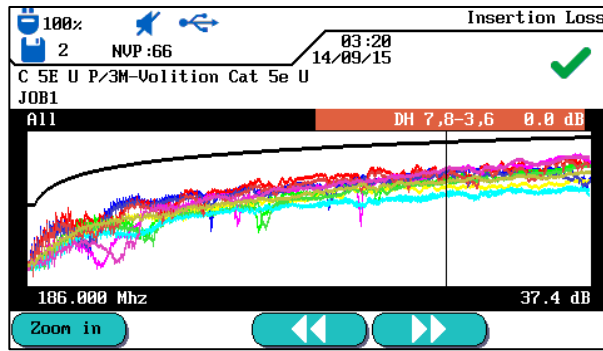 100% Insertion Loss
2 NVP:66 03:20
14/09/15
C 5E U P/3M-Volition Cat 5e U
JOB1
All DH 7,8-3,6 0.0 dB
186.000 Mhz 37.4 dB
Zoom in